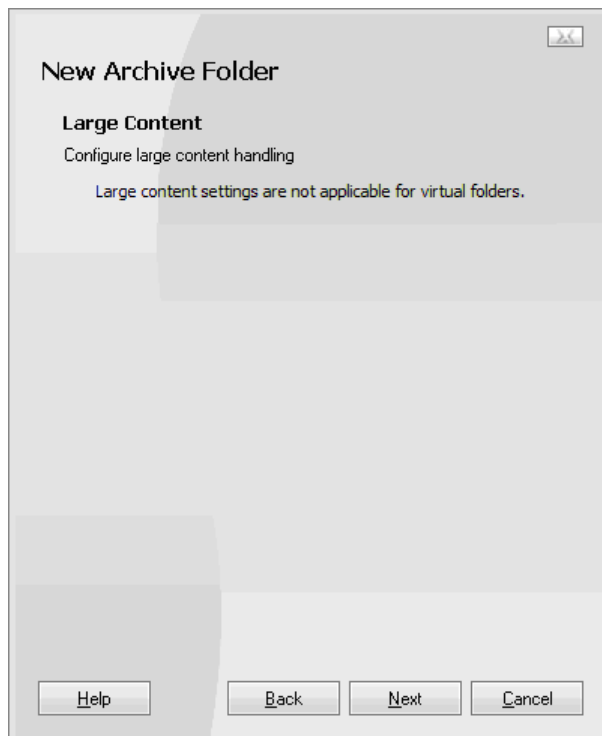 New Archive Folder
Large Content
Configure large content handling
Large content settings are not applicable for virtual folders.
Help Back Next Cancel